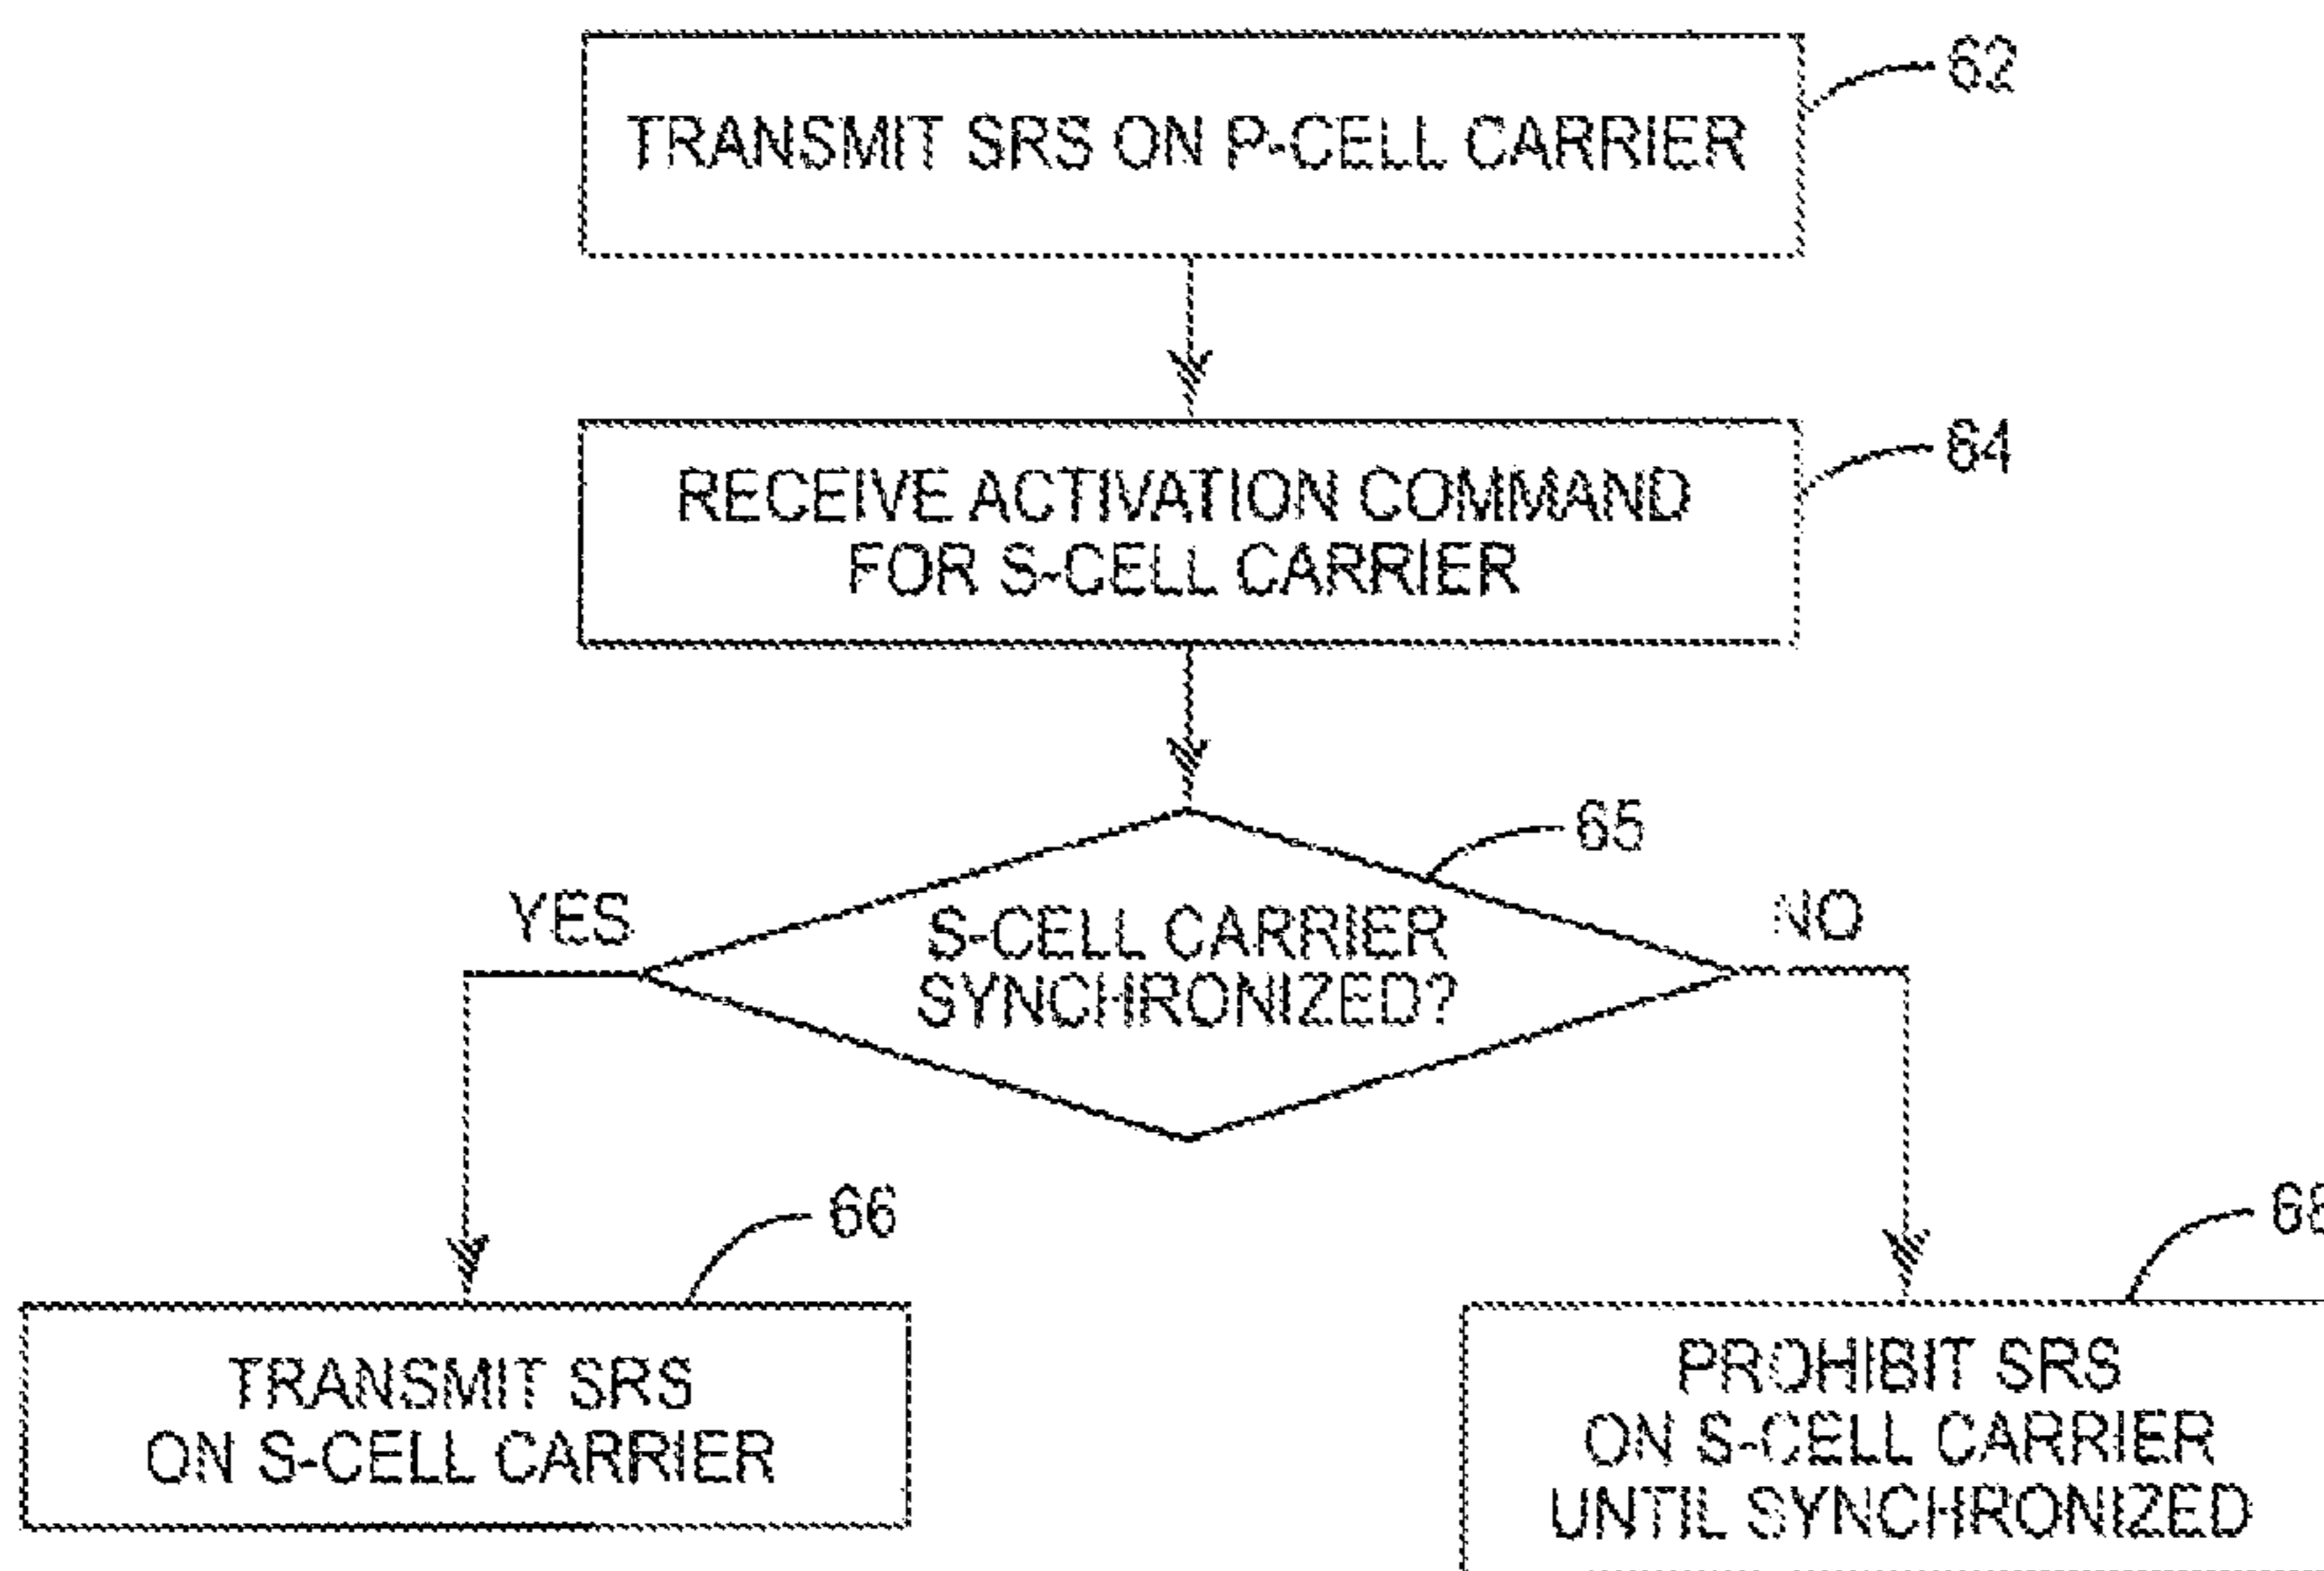 TRANSMIT SRS ON P-CELL CARRIER
62
RECEIVE ACTIVATION COMMAND
FOR S-CELL CARRIER
64
65
YES
S-CELL CARRIER
SYNCHRONIZED?
NO
66
TRANSMIT SRS
ON S-CELL CARRIER
68
PROHIBIT SRS
ON S-CELL CARRIER
UNTIL SYNCHRONIZED